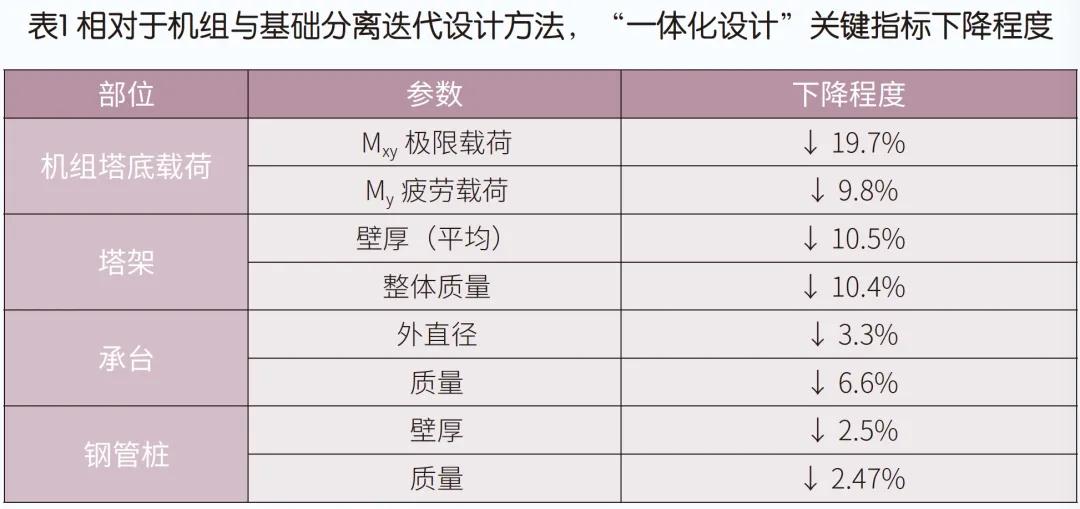 表1 相对于机组与基础分离迭代设计方法，“一体化设计”关键指标下降程度
部位 参数 下降程度
机组塔底载荷 Mxy 极限载荷 ↓ 19.7%
My 疲劳载荷 ↓ 9.8%
塔架 壁厚（平均） ↓ 10.5%
整体质量 ↓ 10.4%
承台 外直径 ↓ 3.3%
质量 ↓ 6.6%
钢管桩 壁厚 ↓ 2.5%
质量 ↓ 2.47%